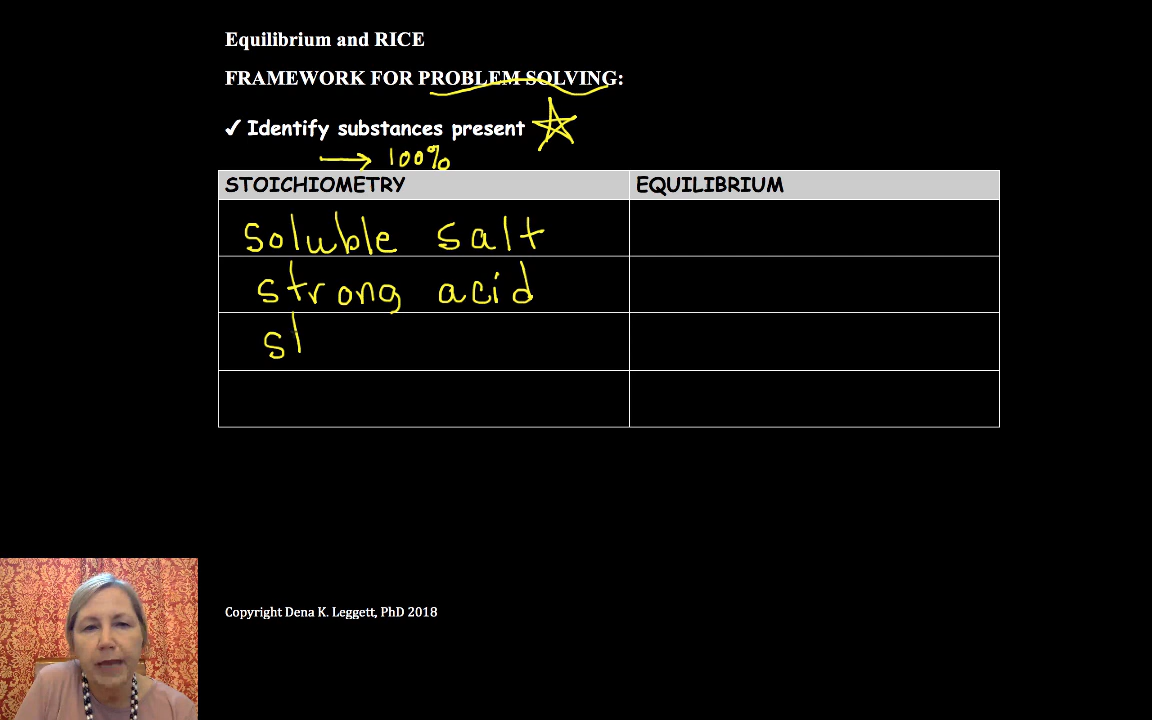 Equilibrium and RICE
FRAMEWORK FOR PROBLEM SOLVING:
✓ Identify substances present
→ 100%
STOICHIOMETRY EQUILIBRIUM
soluble salt
strong acid
st
Copyright Dena K. Leggett, PhD 2018